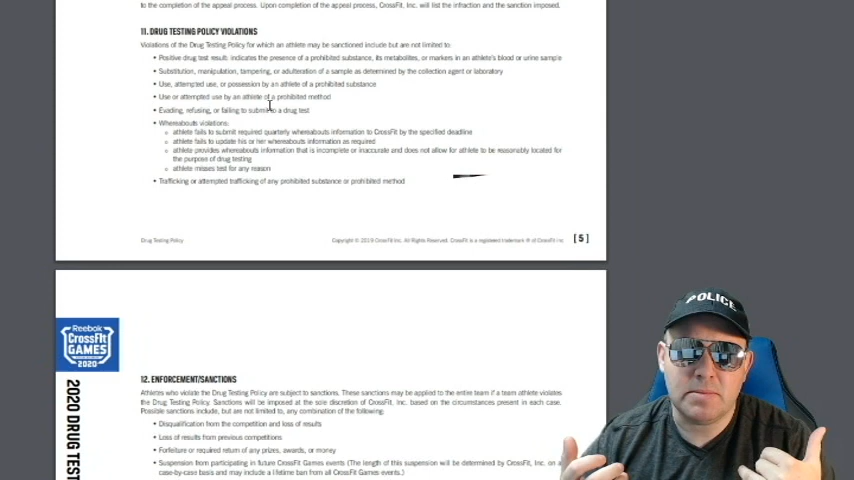 to the completion of the appeal process. Upon completion of the appeal process, CrossFit, Inc. will list the infraction and the sanction imposed.
11. DRUG TESTING POLICY VIOLATIONS
Violations of the Drug Testing Policy for which an athlete may be sanctioned include but are not limited to:
• Positive drug test result: indicates the presence of a prohibited substance, its metabolites, or markers in an athlete's blood or urine sample
• Substitution, manipulation, tampering, or adulteration of a sample as determined by the collection agent or laboratory
• Use, attempted use, or possession by an athlete of a prohibited substance
• Use or attempted use by an athlete of a prohibited method
• Evading, refusing, or failing to submit to a drug test
• Whereabouts violations:
o athlete fails to submit required quarterly whereabouts information to CrossFit by the specified deadline
o athlete fails to update his or her whereabouts information as required
o athlete provides whereabouts information that is incomplete or inaccurate and does not allow for athlete to be reasonably located for
the purpose of drug testing
o athlete misses test for any reason
• Trafficking or attempted trafficking of any prohibited substance or prohibited method
Drug Testing Policy
Copyright © 2019 CrossFit Inc. All Rights Reserved. CrossFit is a registered trademark ® of CrossFit Inc
[ 5 ]
Reebok
CrossFit
GAMES
2020
2020 DRUG TEST
12. ENFORCEMENT/SANCTIONS
Athletes who violate the Drug Testing Policy are subject to sanctions. These sanctions may be applied to the entire team if a team athlete violates
the Drug Testing Policy. Sanctions will be imposed at the sole discretion of CrossFit, Inc. based on the circumstances present in each case.
Possible sanctions include, but are not limited to, any combination of the following:
• Disqualification from the competition and loss of results
• Loss of results from previous competitions
• Forfeiture or required return of any prizes, awards, or money
• Suspension from participating in future CrossFit Games events (The length of this suspension will be determined by CrossFit, Inc. on a
case-by-case basis and may include a lifetime ban from all CrossFit Games events.)
POLICE